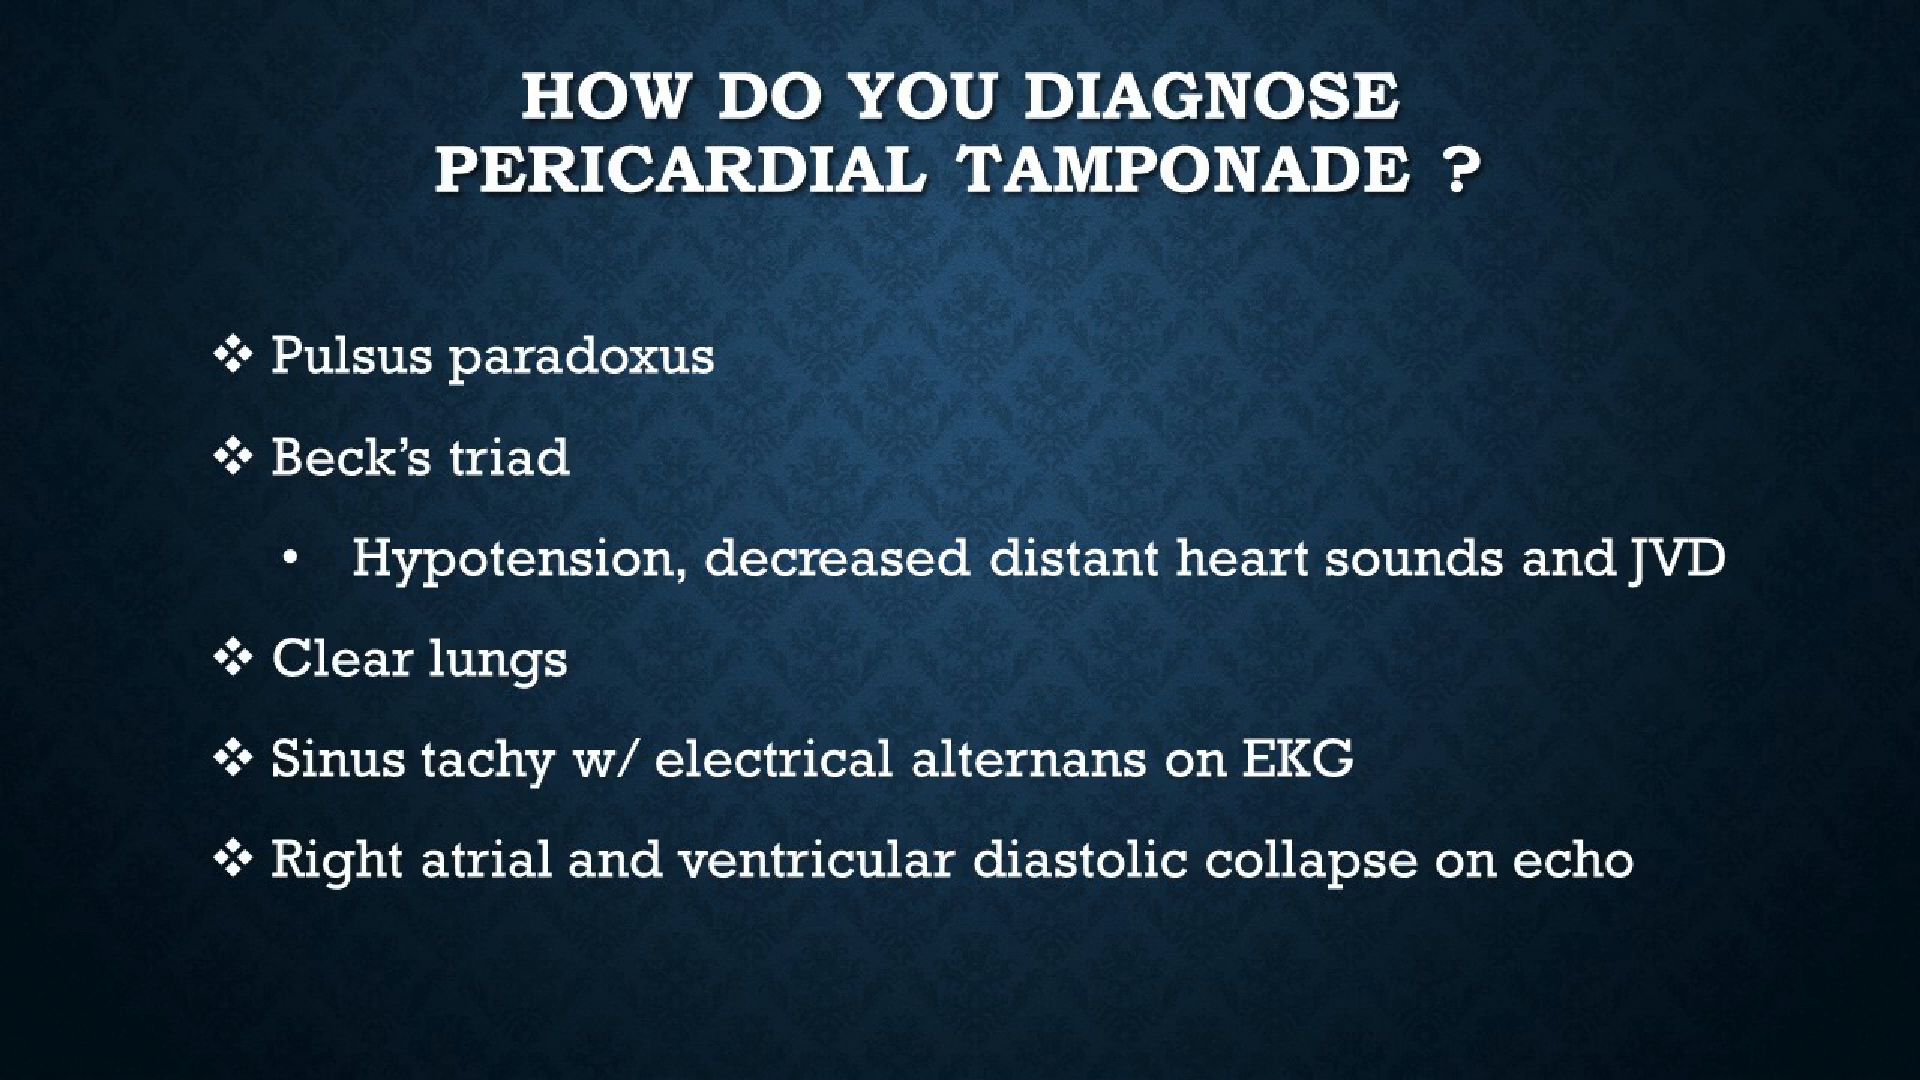 HOW DO YOU DIAGNOSE
PERICARDIAL TAMPONADE ?
❖ Pulsus paradoxus
❖ Beck’s triad
• Hypotension, decreased distant heart sounds and JVD
❖ Clear lungs
❖ Sinus tachy w/ electrical alternans on EKG
❖ Right atrial and ventricular diastolic collapse on echo